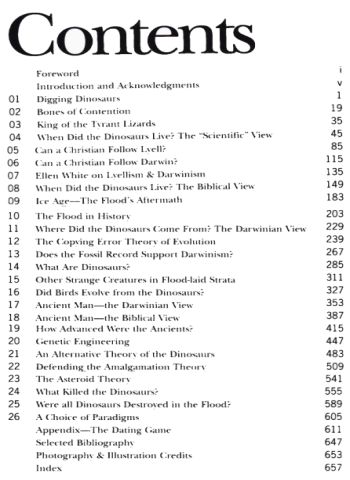 Contents
Foreword i
Introduction and Acknowledgments v
01 Digging Dinosaurs 1
02 Bones of Contention 19
03 King of the Tyrant Lizards 35
04 When Did the Dinosaurs Live? The "Scientific" View 45
05 Can a Christian Follow Lyell? 85
06 Can a Christian Follow Darwin? 115
07 Ellen White on Lyellism & Darwinism 135
08 When Did the Dinosaurs Live? The Biblical View 149
09 Ice Age—The Flood's Aftermath 183
10 The Flood in History 203
11 Where Did the Dinosaurs Come From? The Darwinian View 229
12 The Copying Error Theory of Evolution 239
13 Does the Fossil Record Support Darwinism? 267
14 What Are Dinosaurs? 285
15 Other Strange Creatures in Flood-laid Strata 311
16 Did Birds Evolve from the Dinosaurs? 327
17 Ancient Man—the Darwinian View 353
18 Ancient Man—the Biblical View 387
19 How Advanced Were the Ancients? 415
20 Genetic Engineering 447
21 An Alternative Theory of the Dinosaurs 483
22 Defending the Amalgamation Theory 509
23 The Asteroid Theory 541
24 What Killed the Dinosaurs? 555
25 Were all Dinosaurs Destroyed in the Flood? 589
26 A Choice of Paradigms 605
Appendix—The Dating Game 611
Selected Bibliography 647
Photography & Illustration Credits 653
Index 657